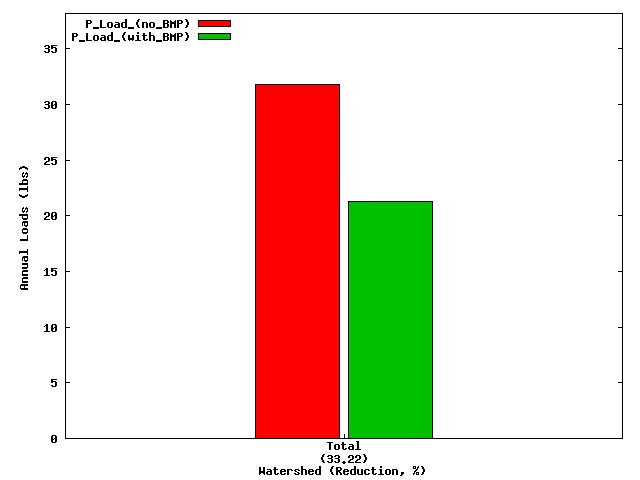 P_Load_(no_BMP)
P_Load_(with_BMP)
35
30
25
20
15
10
5
0
Annual Loads (lbs)
Total
(33.22)
Watershed (Reduction, %)